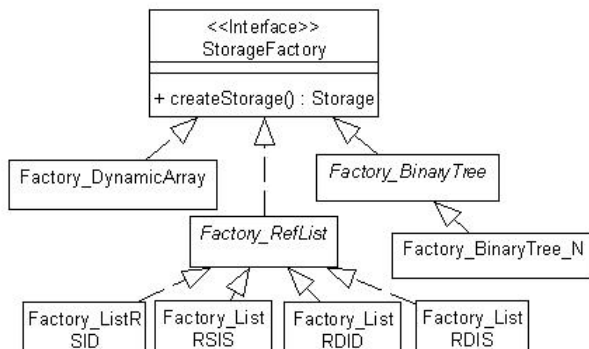 <<Interface>>
StorageFactory
+ createStorage() : Storage
Factory_DynamicArray
Factory_BinaryTree
Factory_RefList
Factory_BinaryTree_N
Factory_ListR
SID
Factory_List
RSIS
Factory_List
RDID
Factory_List
RDIS